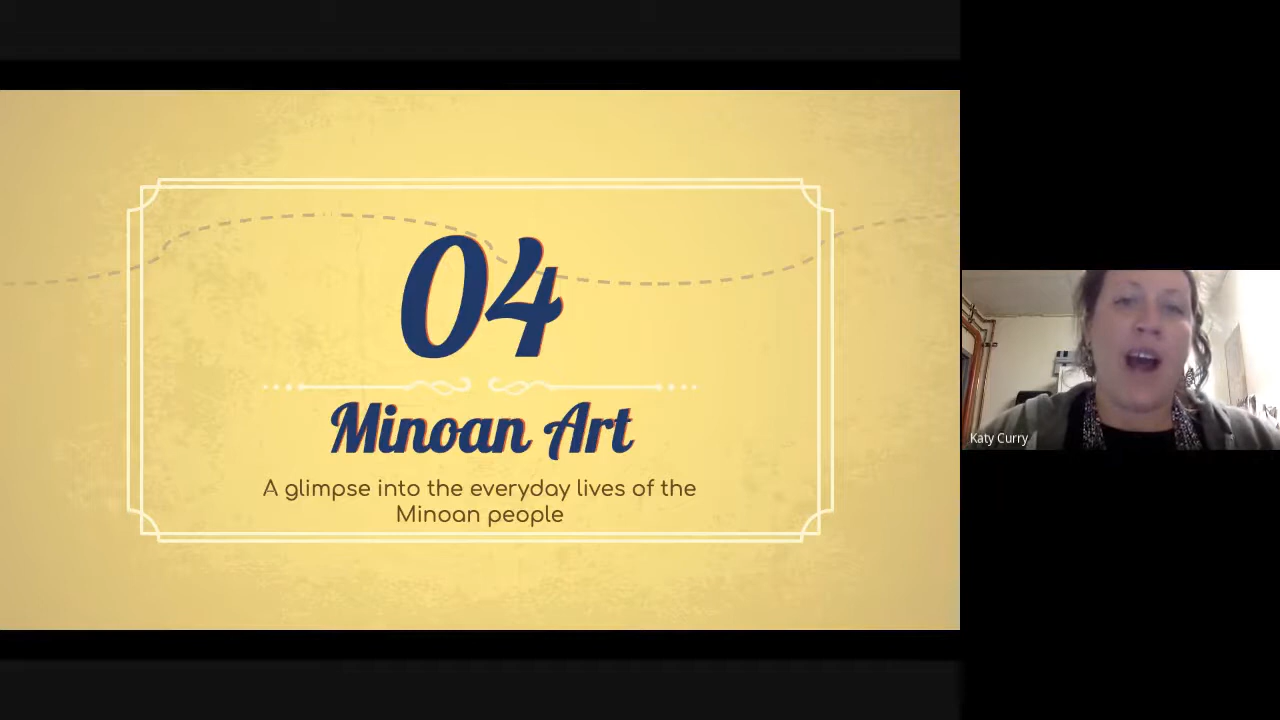 04
Minoan Art
A glimpse into the everyday lives of the
Minoan people
Katy Curry